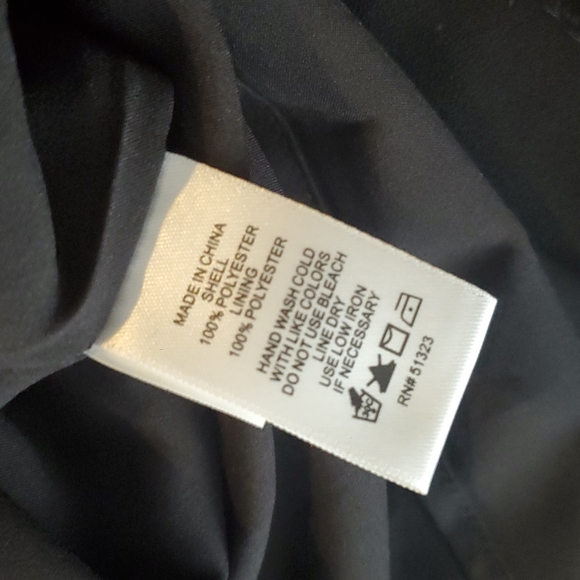 MADE IN CHINA
SHELL
100% POLYESTER
LINING
100% POLYESTER
HAND WASH COLD
WITH LIKE COLORS
DO NOT USE BLEACH
LINE DRY
USE LOW IRON
IF NECESSARY
RN# 51323